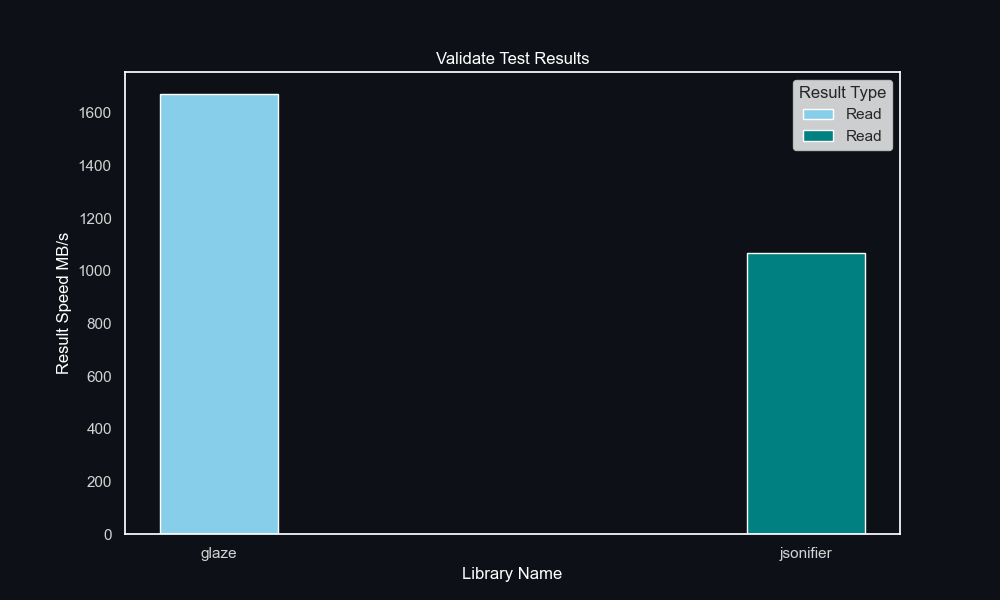 Validate Test Results
Result Type
Read
Read
Result Speed MB/s
1600
1400
1200
1000
800
600
400
200
0
glaze
jsonifier
Library Name